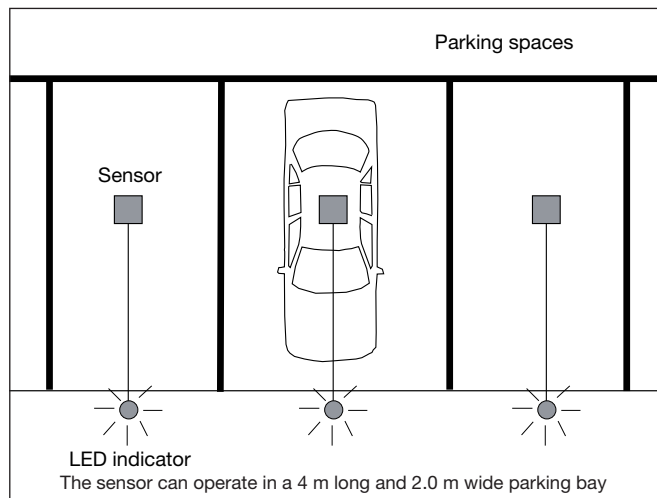 Parking spaces
Sensor
LED indicator
The sensor can operate in a 4 m long and 2.0 m wide parking bay